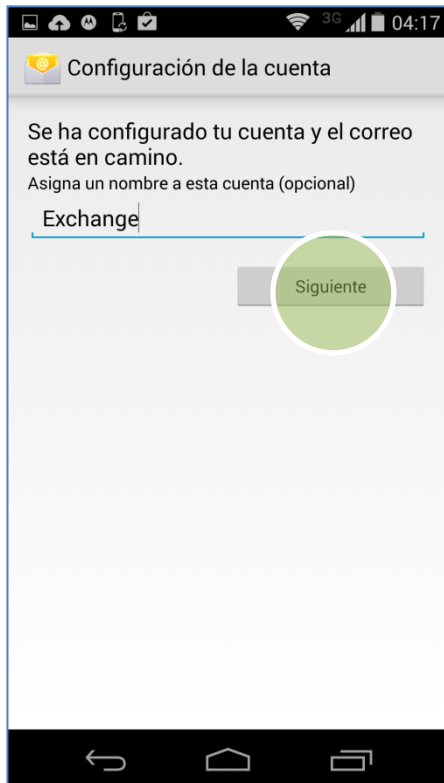 3G 04:17
Configuración de la cuenta
Se ha configurado tu cuenta y el correo
está en camino.
Asigna un nombre a esta cuenta (opcional)
Exchange
Siguiente